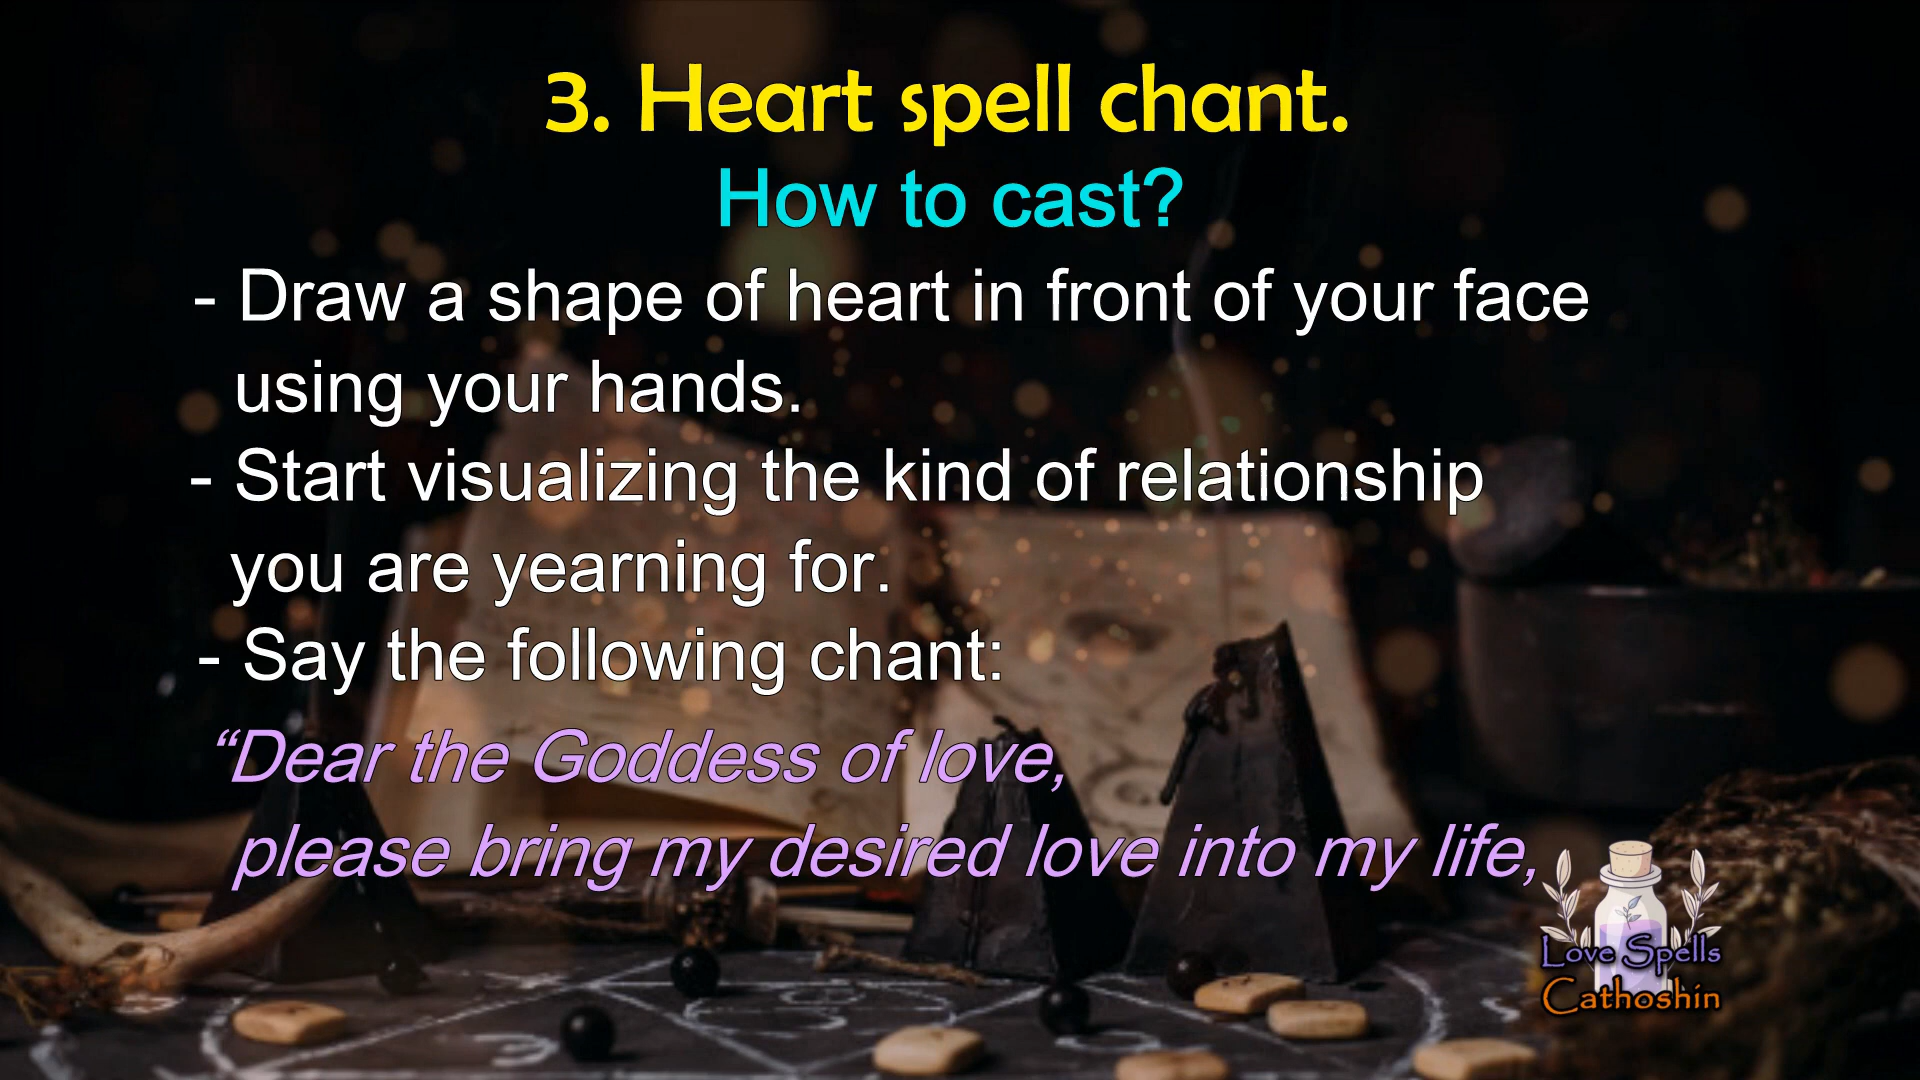 3. Heart spell chant.
How to cast?
- Draw a shape of heart in front of your face
using your hands.
- Start visualizing the kind of relationship
you are yearning for.
- Say the following chant:
“Dear the Goddess of love,
please bring my desired love into my life,
Love Spells
Cathoshin